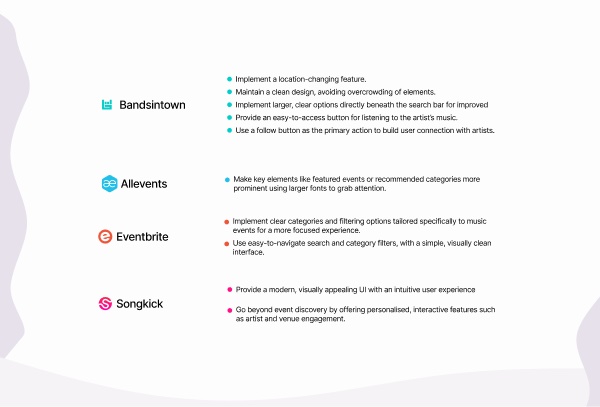 Implement a location-changing feature.
Maintain a clean design, avoiding overcrowding of elements.
Bandsintown
Implement larger, clear options directly beneath the search bar for improved
Provide an easy-to-access button for listening to the artist's music.
Use a follow button as the primary action to build user connection with artists.
Allevents
Make key elements like featured events or recommended categories more
prominent using larger fonts to grab attention.
Eventbrite
Implement clear categories and filtering options tailored specifically to music
events for a more focused experience.
Use easy-to-navigate search and category filters, with a simple, visually clean
interface.
Songkick
Provide a modern, visually appealing UI with an intuitive user experience
Go beyond event discovery by offering personalised, interactive features such
as artist and venue engagement.